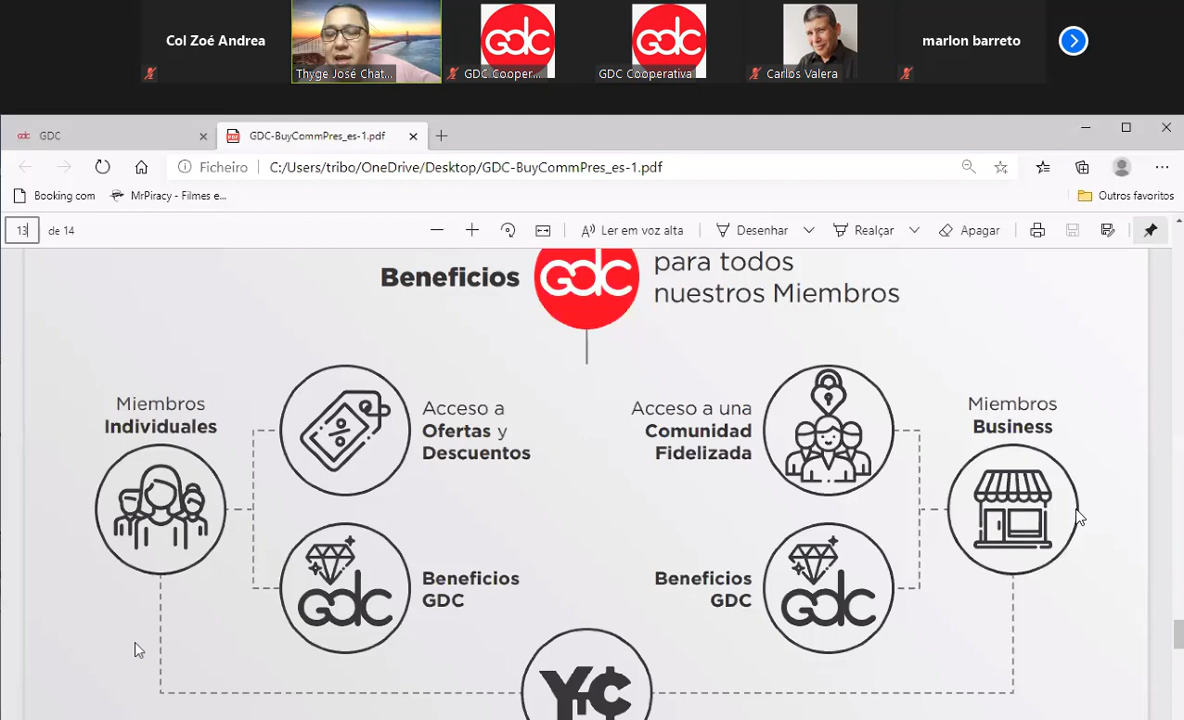 Col Zoé Andrea
Thyge José Chat...
gdc
GDC Cooper...
gdc
GDC Cooperativa
Carlos Valera
marlon barreto
gdc GDC
GDC-BuyCommPres_es-1.pdf
Ficheiro
C:/Users/tribo/OneDrive/Desktop/GDC-BuyCommPres_es-1.pdf
Booking com
MrPiracy - Filmes e...
Outros favoritos
13
de 14
Ler em voz alta
Desenhar
Realçar
Apagar
Beneficios
gdc
para todos
nuestros Miembros
Miembros
Individuales
Acceso a
Ofertas y
Descuentos
%
Beneficios
GDC
gdc
Acceso a una
Comunidad
Fidelizada
Beneficios
GDC
gdc
Miembros
Business